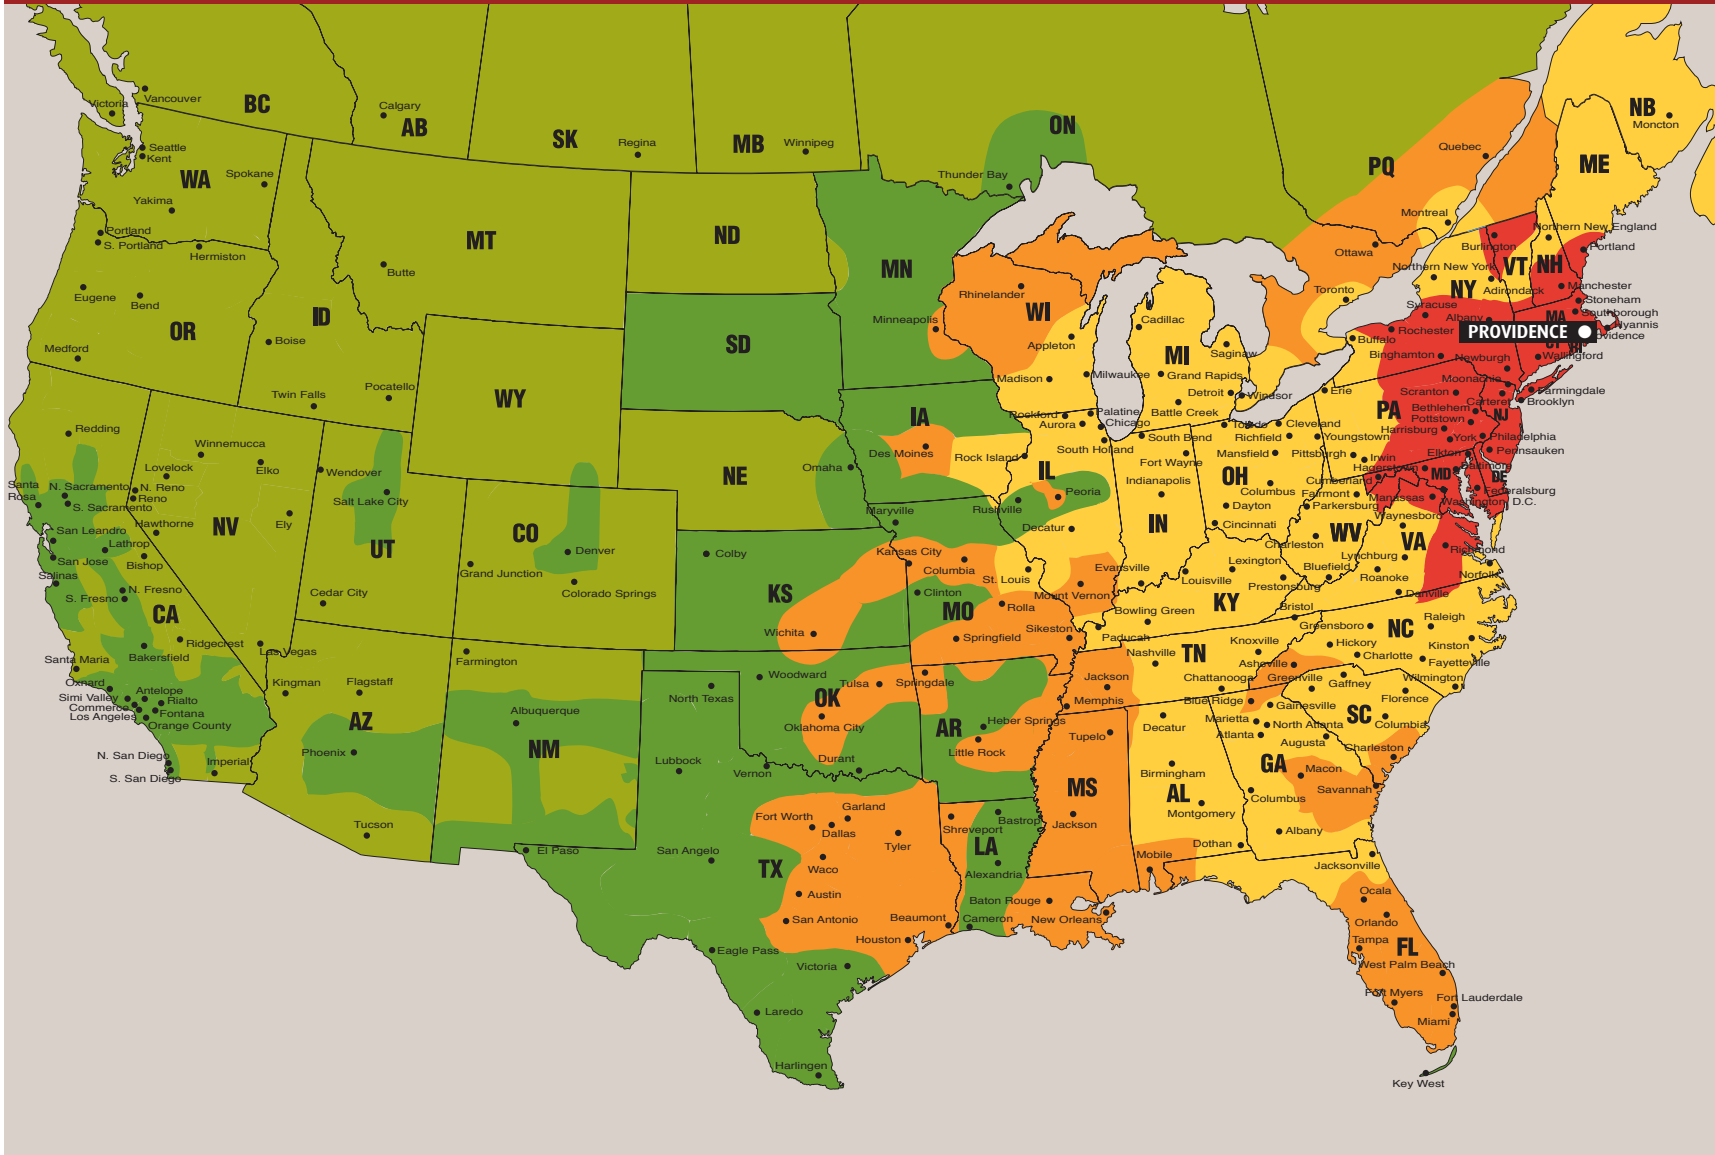 BC
Vancouver
Victoria
Calgary
AB
SK
Regina
MB
Winnipeg
ON
Thunder Bay
PQ
Quebec
Montreal
Ottawa
Toronto
NB
Moncton
ME
Seattle
Kent
WA
Spokane
Yakima
Portland
S. Portland
Hermiston
Eugene
Bend
OR
Medford
MT
Butte
ID
Boise
Twin Falls
Pocatello
WY
ND
SD
NE
Omaha
MN
Minneapolis
WI
Rhinelander
Appleton
Madison
Milwaukee
MI
Cadillac
Saginaw
Grand Rapids
Detroit
Battle Creek
Windsor
Northern New England
Burlington
Portland
VT
NH
Northern New York
NY
Adirondack
Manchester
Stoneham
Southborough
Syracuse
Albany
MA
PROVIDENCE
Rochester
Buffalo
Binghamton
Newburgh
Wallingford
Moonachie
Scranton
Farmingdale
Carteret
Brooklyn
Erie
PA
Bethlehem
Pottstown
NJ
Harrisburg
York
Philadelphia
Pennsauken
Elkton
Youngstown
Pittsburgh
Irwin
Hagerstown
MD
Baltimore
DE
Cumberland
Federalsburg
Washington, D.C.
Manassas
Redding
Winnemucca
Lovelock
Elko
N. Reno
Reno
Wendover
Salt Lake City
Santa
Rosa
N. Sacramento
S. Sacramento
Hawthorne
San Leandro
Lathrop
San Jose
Bishop
Salinas
N. Fresno
S. Fresno
CA
NV
Ely
UT
Cedar City
CO
Denver
Grand Junction
Colorado Springs
Ridgecrest
Bakersfield
Las Vegas
Santa Maria
Oxnard
Antelope
Simi Valley
Rialto
Commerce
Fontana
Los Angeles
Orange County
N. San Diego
S. San Diego
Imperial
Kingman
Flagstaff
AZ
Phoenix
Tucson
Farmington
Albuquerque
NM
El Paso
KS
Colby
Wichita
IA
Des Moines
Rock Island
Maryville
Kansas City
Columbia
St. Louis
Clinton
MO
Rolla
Springfield
Sikeston
Rockford
Palatine
Aurora
Chicago
South Holland
IL
Peoria
Rushville
Decatur
Mount Vernon
South Bend
Fort Wayne
Indianapolis
IN
Evansville
Toledo
Cleveland
Richfield
Mansfield
OH
Columbus
Dayton
Cincinnati
Fairmont
Parkersburg
WV
Charleston
Bluefield
Waynesboro
VA
Lynchburg
Richmond
Roanoke
Norfolk
Danville
Lexington
Louisville
Prestonsburg
KY
Bowling Green
Paducah
Bristol
Greensboro
NC
Raleigh
Hickory
Kinston
Charlotte
Fayetteville
Asheville
Wilmington
Knoxville
Nashville
TN
Chattanooga
Jackson
Memphis
Greenville
Gaffney
Florence
SC
Columbia
Charleston
Blue Ridge
Gainesville
Marietta
North Atlanta
Atlanta
Augusta
GA
Macon
Savannah
Columbus
Albany
Decatur
Birmingham
AL
Montgomery
Dothan
Mobile
Tupelo
MS
Jackson
North Texas
Woodward
Tulsa
OK
Oklahoma City
Durant
Springdale
AR
Heber Springs
Little Rock
Lubbock
Vernon
Garland
Fort Worth
Dallas
Tyler
San Angelo
TX
Waco
Austin
San Antonio
Beaumont
Houston
Eagle Pass
Victoria
Laredo
Harlingen
Shreveport
Bastrop
LA
Alexandria
Baton Rouge
Cameron
New Orleans
Jacksonville
Ocala
Orlando
Tampa
FL
West Palm Beach
Fort Myers
Fort Lauderdale
Miami
Key West